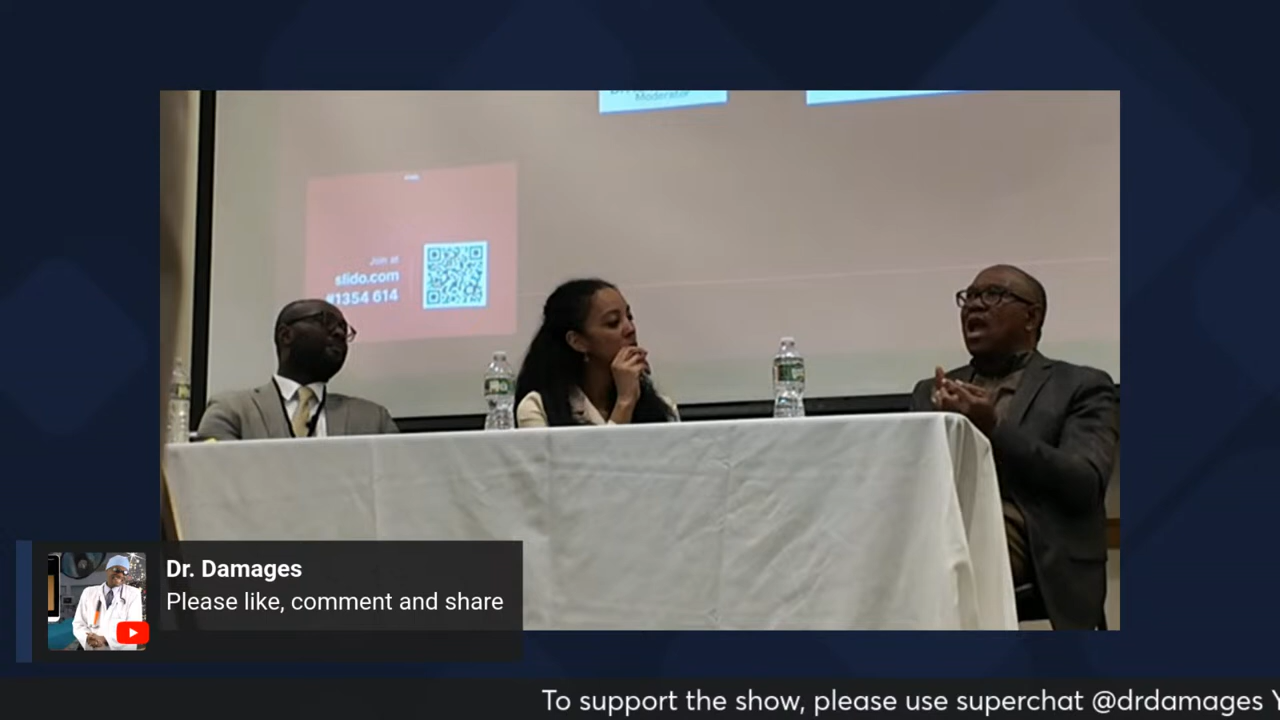 Moderator
slido
Join at
slido.com
#1354 614
Dr. Damages
Please like, comment and share
To support the show, please use superchat @drdamages Y